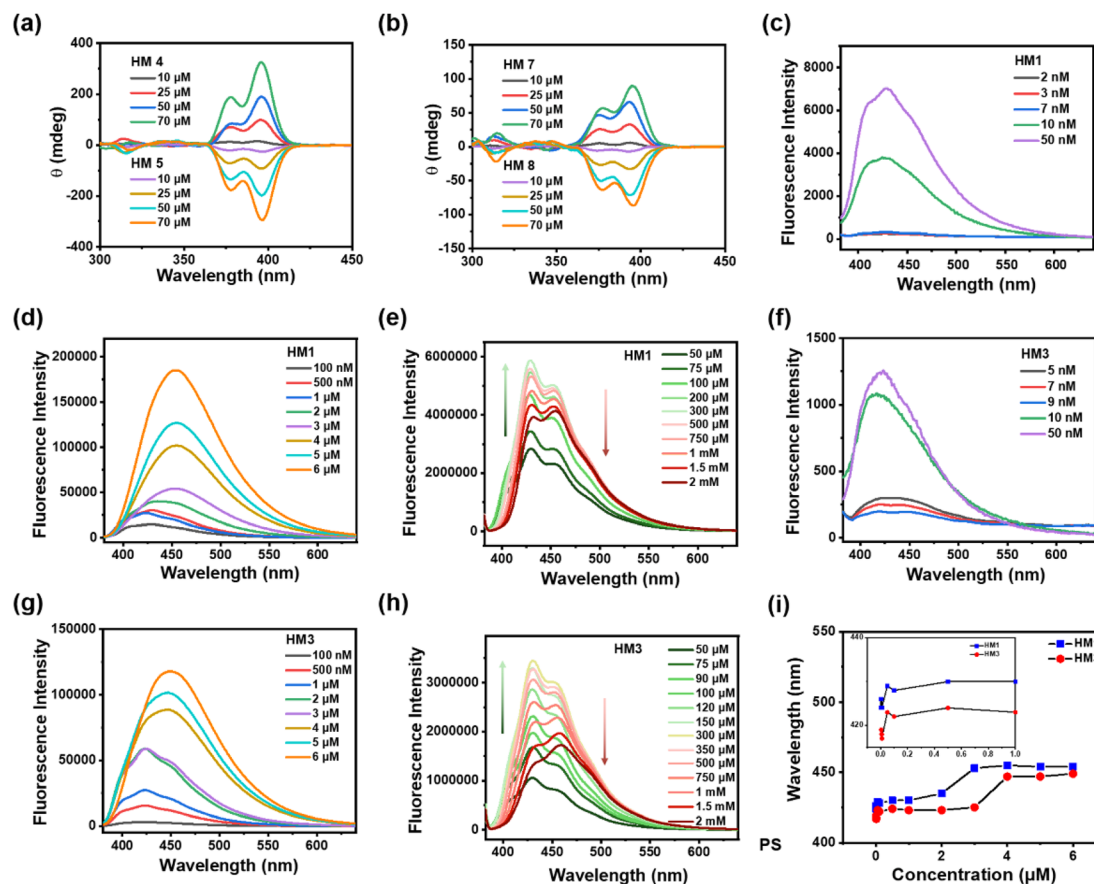 (a)
θ (mdeg)
400
200
0
-200
-400
HM 4
10 µM
25 µM
50 µM
70 µM
HM 5
10 µM
25 µM
50 µM
70 µM
300
350
400
450
Wavelength (nm)
(b)
θ (mdeg)
150
100
50
0
-50
-100
-150
HM 7
10 µM
25 µM
50 µM
70 µM
HM 8
10 µM
25 µM
50 µM
70 µM
300
350
400
450
Wavelength (nm)
(c)
Fluorescence Intensity
8000
6000
4000
2000
0
HM1
2 nM
3 nM
7 nM
10 nM
50 nM
400
450
500
550
600
Wavelength (nm)
(d)
Fluorescence Intensity
200000
150000
100000
50000
0
HM1
100 nM
500 nM
1 µM
2 µM
3 µM
4 µM
5 µM
6 µM
400
450
500
550
600
Wavelength (nm)
(e)
Fluorescence Intensity
6000000
4000000
2000000
0
HM1
50 µM
75 µM
100 µM
200 µM
300 µM
500 µM
750 µM
1 mM
1.5 mM
2 mM
400
450
500
550
600
Wavelength (nm)
(f)
Fluorescence Intensity
1500
1000
500
0
HM3
5 nM
7 nM
9 nM
10 nM
50 nM
400
450
500
550
600
Wavelength (nm)
(g)
Fluorescence Intensity
150000
100000
50000
0
HM3
100 nM
500 nM
1 µM
2 µM
3 µM
4 µM
5 µM
6 µM
400
450
500
550
600
Wavelength (nm)
(h)
Fluorescence Intensity
4000000
3000000
2000000
1000000
0
HM3
50 µM
75 µM
90 µM
100 µM
120 µM
150 µM
300 µM
350 µM
500 µM
750 µM
1 mM
1.5 mM
2 mM
400
450
500
550
600
Wavelength (nm)
(i)
Wavelength (nm)
550
500
450
425
400
440
420
HM1
HM3
0.0
0.2
0.4
0.6
0.8
1.0
HM
HM
0
2
4
6
Concentration (µM)
PS